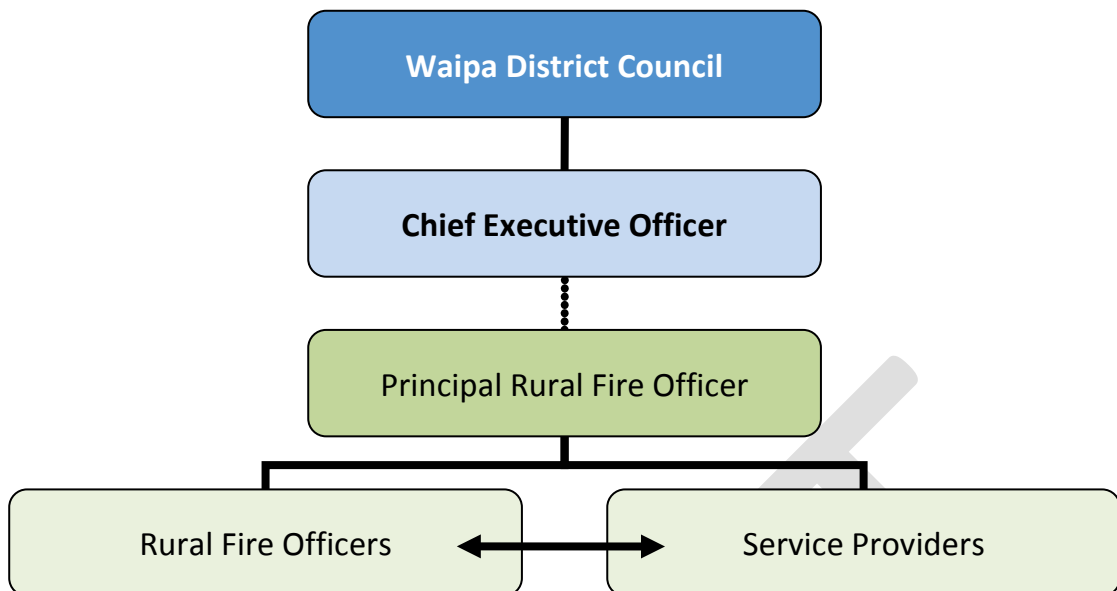 Waipa District Council
Chief Executive Officer
Principal Rural Fire Officer
Rural Fire Officers
Service Providers